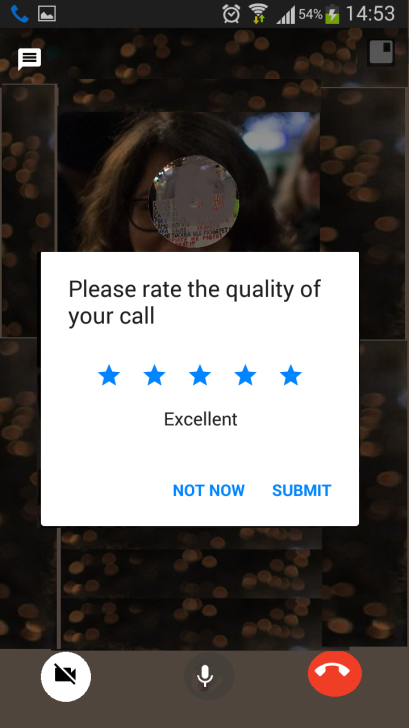 54% 14:53
Please rate the quality of
your call
Excellent
NOT NOW SUBMIT